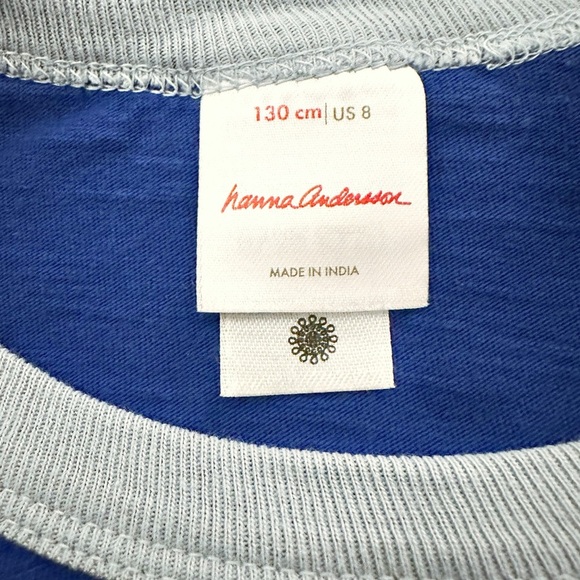 130 cm | US 8
hanna andersson
MADE IN INDIA